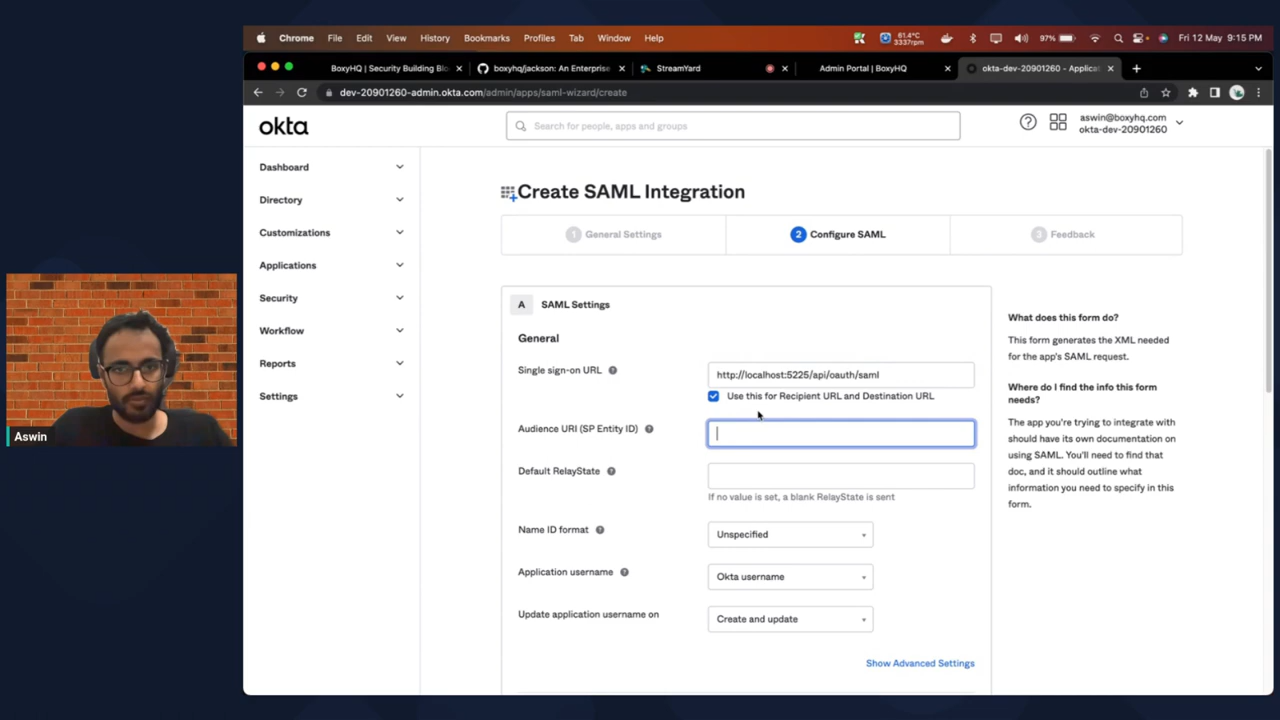 Chrome File Edit View History Bookmarks Profiles Tab Window Help
61.4°C
3337rpm
97%
Fri 12 May 9:15 PM
BoxyHQ | Security Building Blo
boxyhq/jackson: An Enterprise
StreamYard
Admin Portal | BoxyHQ
okta-dev-20901260 - Applicat
dev-20901260-admin.okta.com/admin/apps/saml-wizard/create
okta
Search for people, apps and groups
aswin@boxyhq.com
okta-dev-20901260
Dashboard
Directory
Customizations
Applications
Security
Workflow
Reports
Settings
Create SAML Integration
1 General Settings
2 Configure SAML
3 Feedback
A SAML Settings
General
Single sign-on URL
http://localhost:5225/api/oauth/saml
Use this for Recipient URL and Destination URL
Audience URI (SP Entity ID)
Default RelayState
If no value is set, a blank RelayState is sent
Name ID format
Unspecified
Application username
Okta username
Update application username on
Create and update
Show Advanced Settings
What does this form do?
This form generates the XML needed
for the app's SAML request.
Where do I find the info this form
needs?
The app you're trying to integrate with
should have its own documentation on
using SAML. You'll need to find that
doc, and it should outline what
information you need to specify in this
form.
Aswin